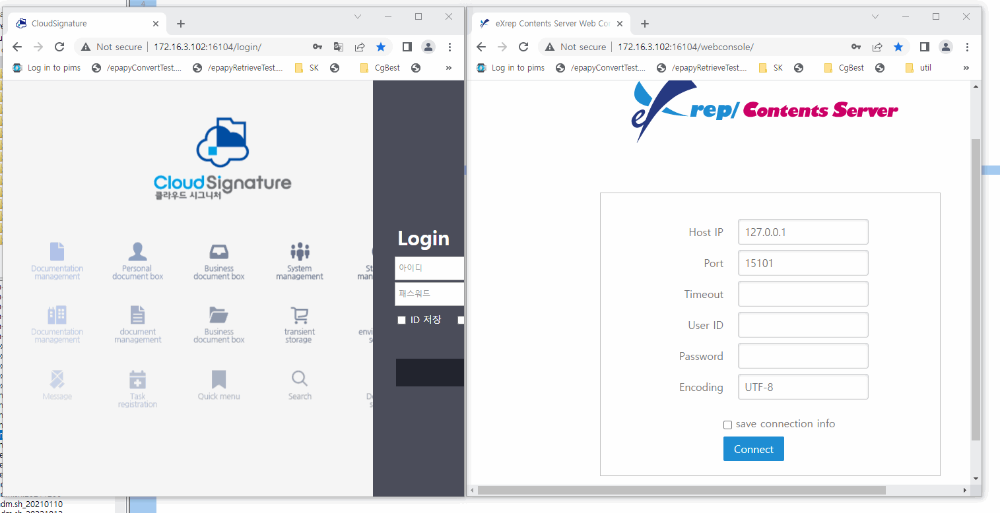 4
CloudSignature
Not secure
172.16.3.102:16104/login/
Log in to pims
/epapyConvertTest....
/epapyRetrieveTest....
SK
CgBest
»
CloudSignature
클라우드 시그니처
Documentation
management
Personal
document box
Business
document box
System
management
St
man
Documentation
management
document
management
Business
document box
transient
storage
envi
s
Message
Task
registration
Quick menu
Search
D
s
Login
아이디
패스워드
ID 저장
eXrep Contents Server Web Co
Not secure
172.16.3.102:16104/webconsole/
Log in to pims
/epapyConvertTest....
/epapyRetrieveTest....
SK
CgBest
util
»
eXrep/ Contents Server
Host IP
127.0.0.1
Port
15101
Timeout
User ID
Password
Encoding
UTF-8
save connection info
Connect
dm.sh_20210110